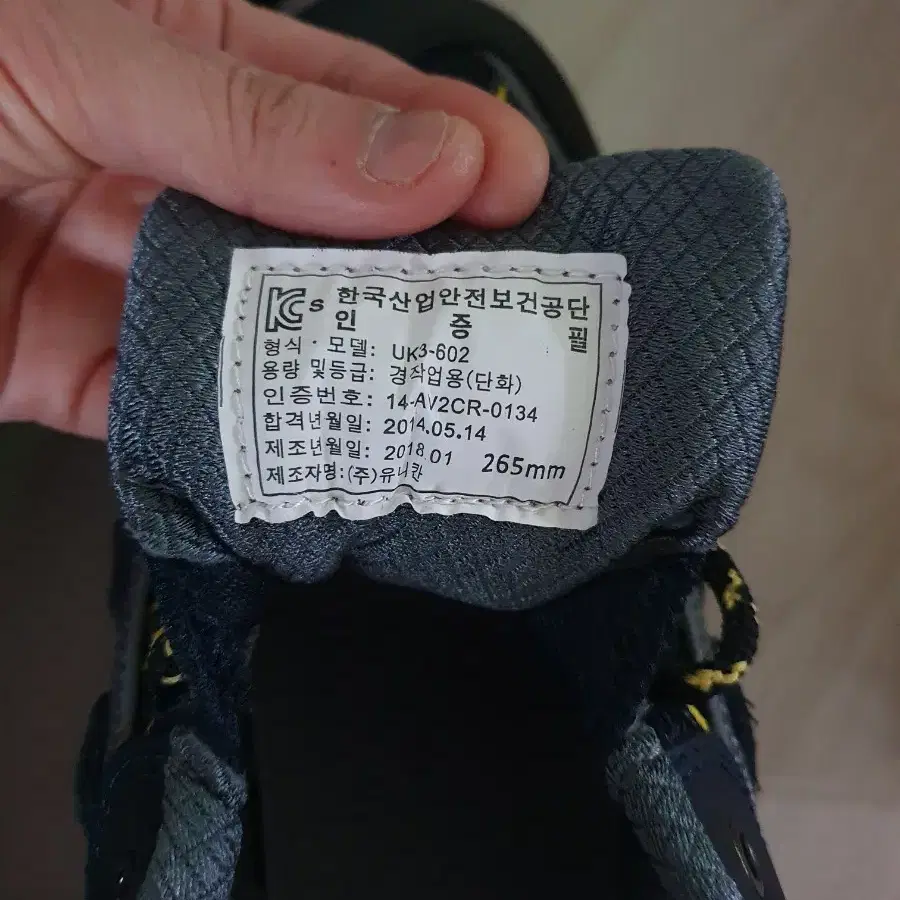 KCs 한국산업안전보건공단
인 증 필
형식·모델: UK3-602
용량 및등급: 경작업용(단화)
인증번호: 14-AV2CR-0134
합격년월일: 2014.05.14
제조년월일: 2018.01 265mm
제조자명:(주)유니칸